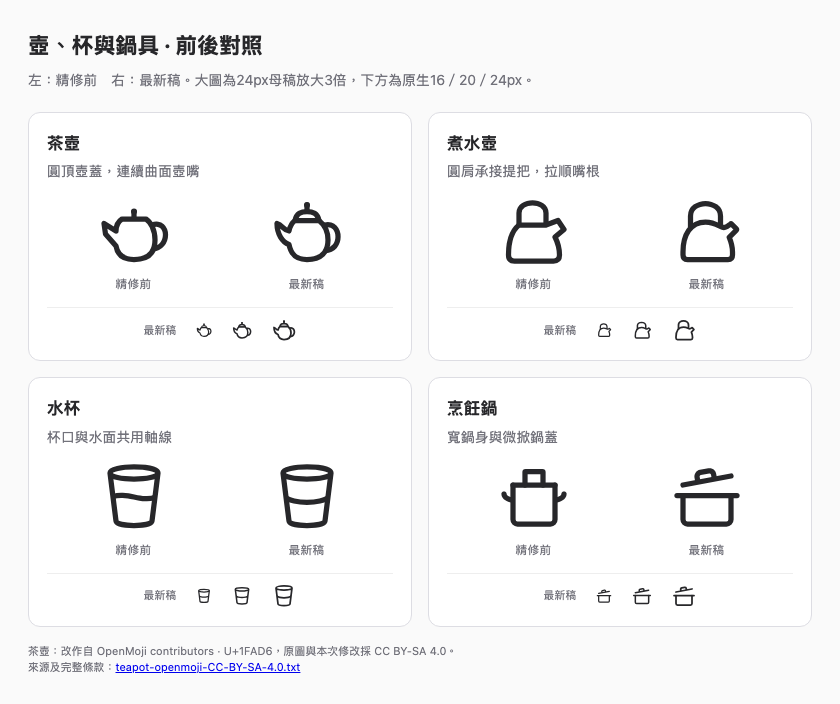 壺、杯與鍋具 · 前後對照
左：精修前　右：最新稿。大圖為24px母稿放大3倍，下方為原生16 / 20 / 24px。
茶壺
圓頂壺蓋，連續曲面壺嘴
精修前
最新稿
最新稿
煮水壺
圓肩承接提把，拉順嘴根
精修前
最新稿
最新稿
水杯
杯口與水面共用軸線
精修前
最新稿
最新稿
烹飪鍋
寬鍋身與微掀鍋蓋
精修前
最新稿
最新稿
茶壺：改作自 OpenMoji contributors · U+1FAD6，原圖與本次修改採 CC BY-SA 4.0。
來源及完整條款：teapot-openmoji-CC-BY-SA-4.0.txt